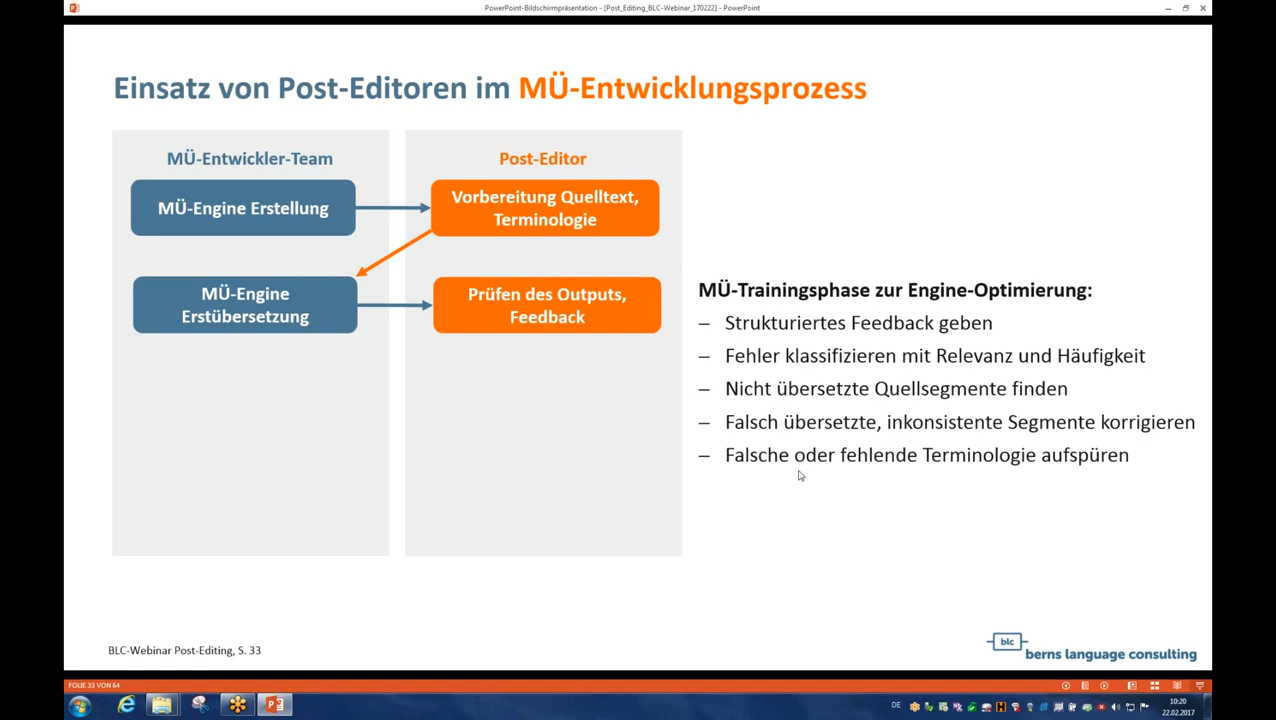 PowerPoint-Bildschirmpräsentation - [Post_Editing_BLC-Webinar_170222] - PowerPoint
Einsatz von Post-Editoren im MÜ-Entwicklungsprozess
MÜ-Entwickler-Team
Post-Editor
MÜ-Engine Erstellung
Vorbereitung Quelltext,
Terminologie
MÜ-Engine
Erstübersetzung
Prüfen des Outputs,
Feedback
MÜ-Trainingsphase zur Engine-Optimierung:
– Strukturiertes Feedback geben
– Fehler klassifizieren mit Relevanz und Häufigkeit
– Nicht übersetzte Quellsegmente finden
– Falsch übersetzte, inkonsistente Segmente korrigieren
– Falsche oder fehlende Terminologie aufspüren
BLC-Webinar Post-Editing, S. 33
blc
berns language consulting
FOLIE 33 VON 64
DE
10:20
22.02.2017